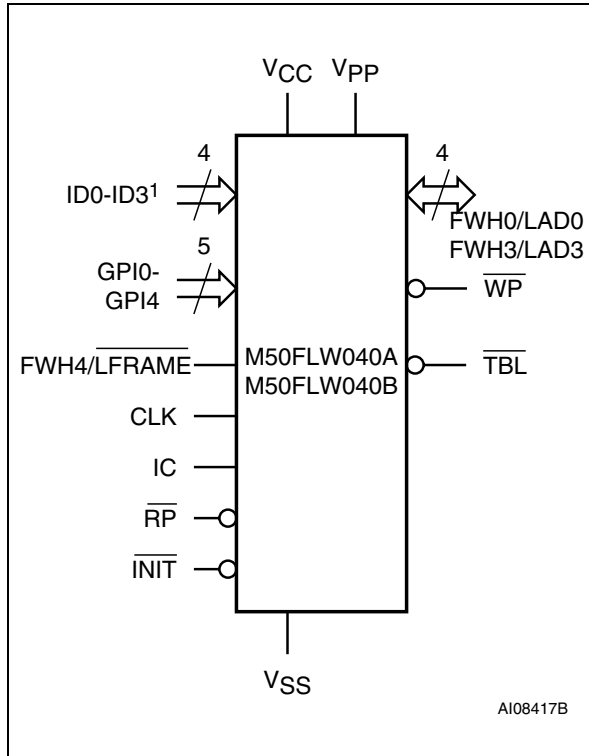 VCC VPP
4 4
ID0-ID31
FWH0/LAD0
FWH3/LAD3
5
GPI0-
GPI4
WP
FWH4/LFRAME
M50FLW040A
M50FLW040B
TBL
CLK
IC
RP
INIT
VSS
AI08417B